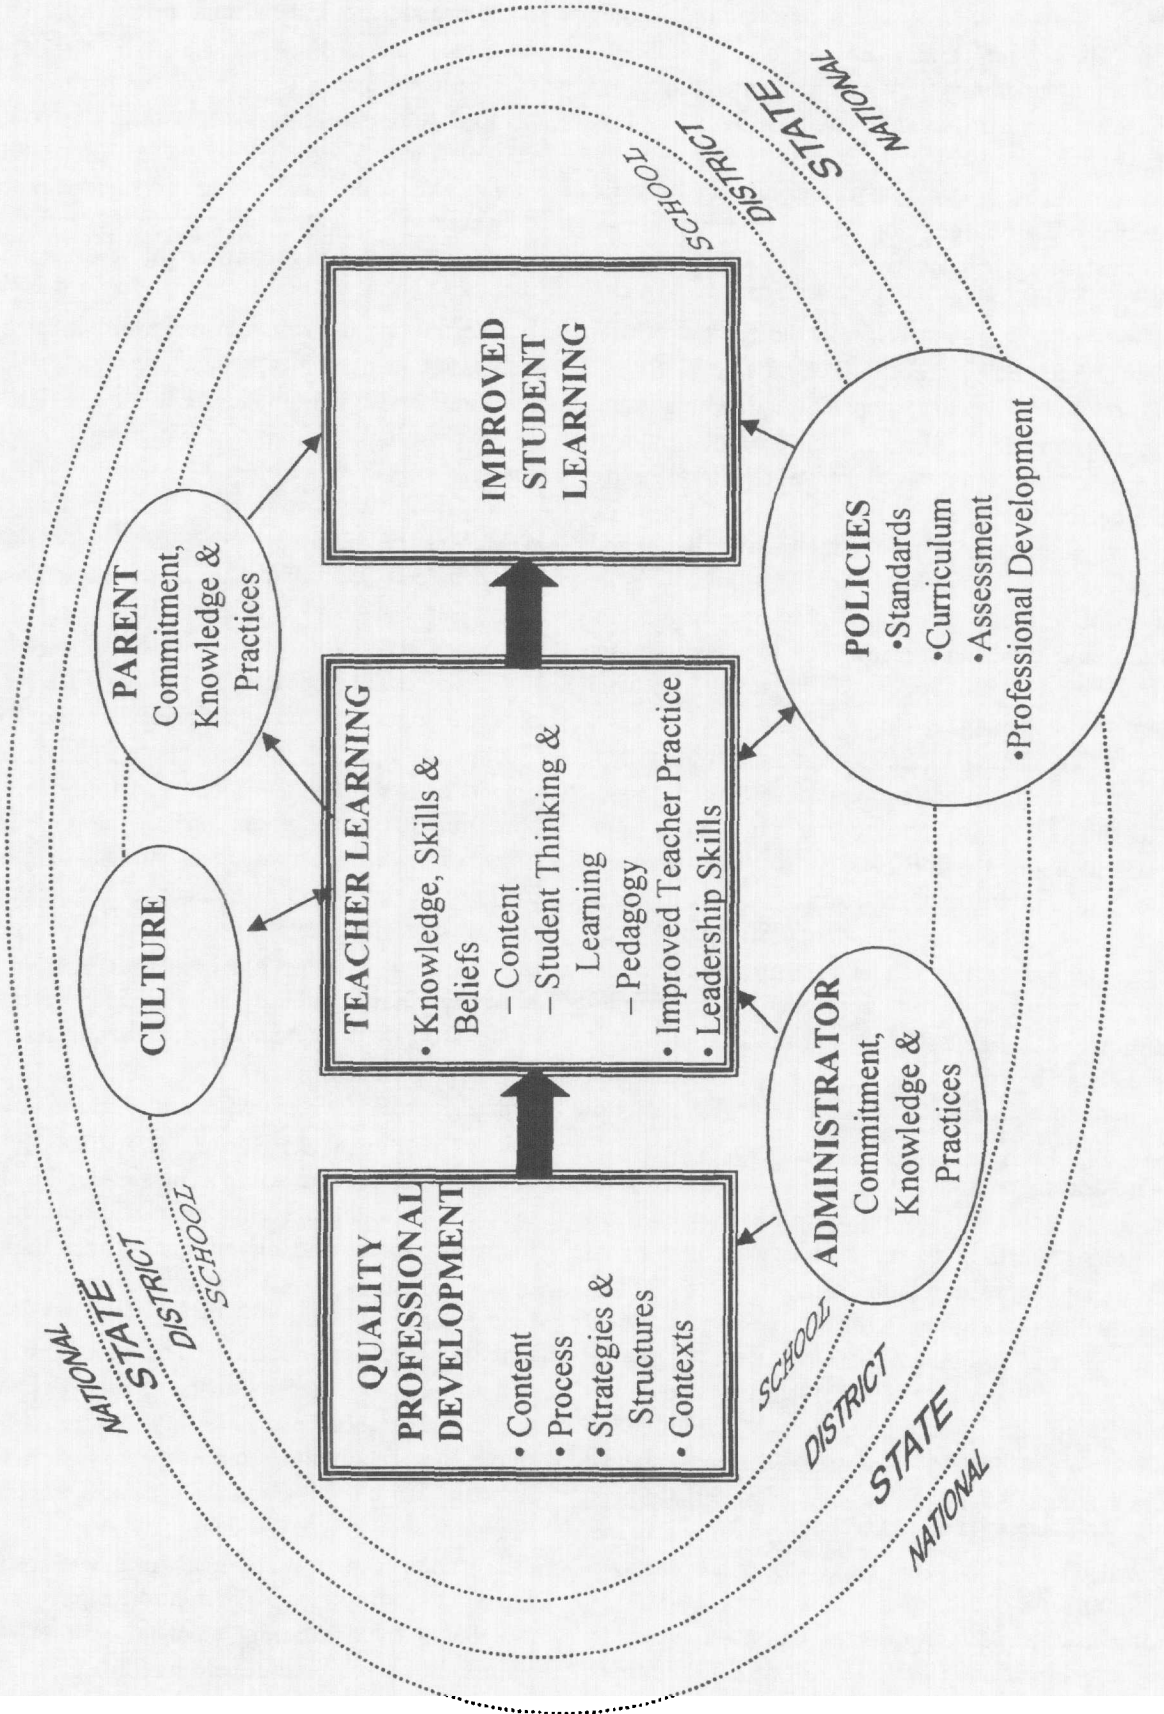 NATIONAL
STATE
DISTRICT
SCHOOL
CULTURE
PARENT
Commitment,
Knowledge &
Practices
SCHOOL
DISTRICT
STATE
NATIONAL
QUALITY
PROFESSIONAL
DEVELOPMENT
• Content
• Process
• Strategies &
Structures
• Contexts
TEACHER LEARNING
• Knowledge, Skills &
Beliefs
– Content
– Student Thinking &
Learning
– Pedagogy
• Improved Teacher Practice
• Leadership Skills
IMPROVED
STUDENT
LEARNING
SCHOOL
DISTRICT
STATE
NATIONAL
ADMINISTRATOR
Commitment,
Knowledge &
Practices
POLICIES
•Standards
•Curriculum
•Assessment
•Professional Development